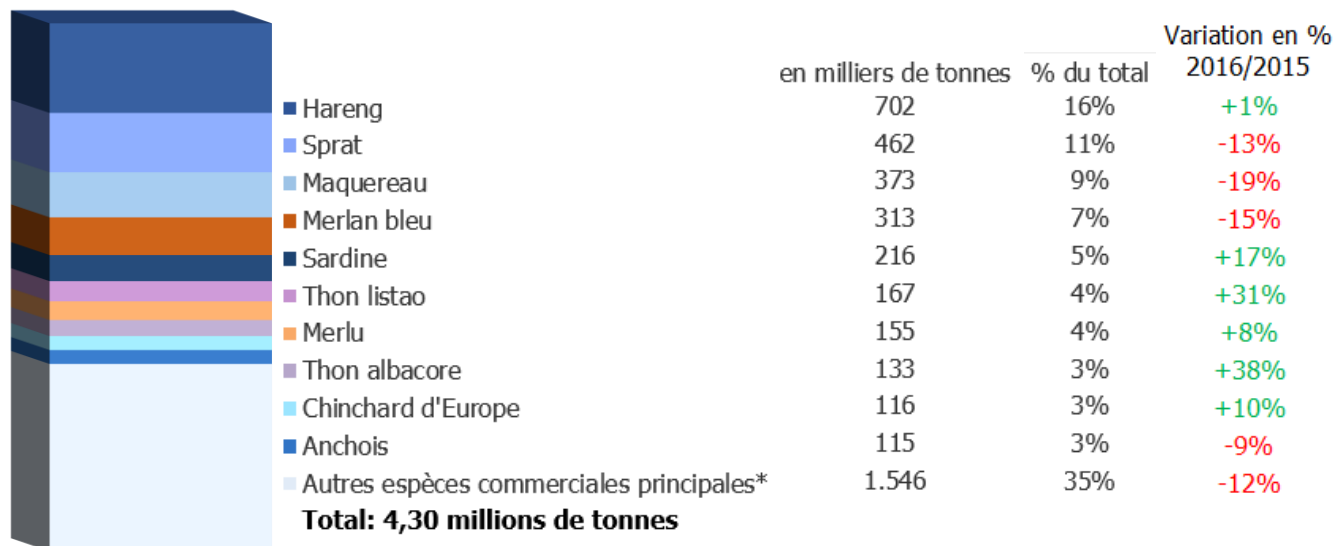 Variation en %
en milliers de tonnes % du total 2016/2015
Hareng 702 16% +1%
Sprat 462 11% -13%
Maquereau 373 9% -19%
Merlan bleu 313 7% -15%
Sardine 216 5% +17%
Thon listao 167 4% +31%
Merlu 155 4% +8%
Thon albacore 133 3% +38%
Chinchard d'Europe 116 3% +10%
Anchois 115 3% -9%
Autres espèces commerciales principales* 1.546 35% -12%
Total: 4,30 millions de tonnes